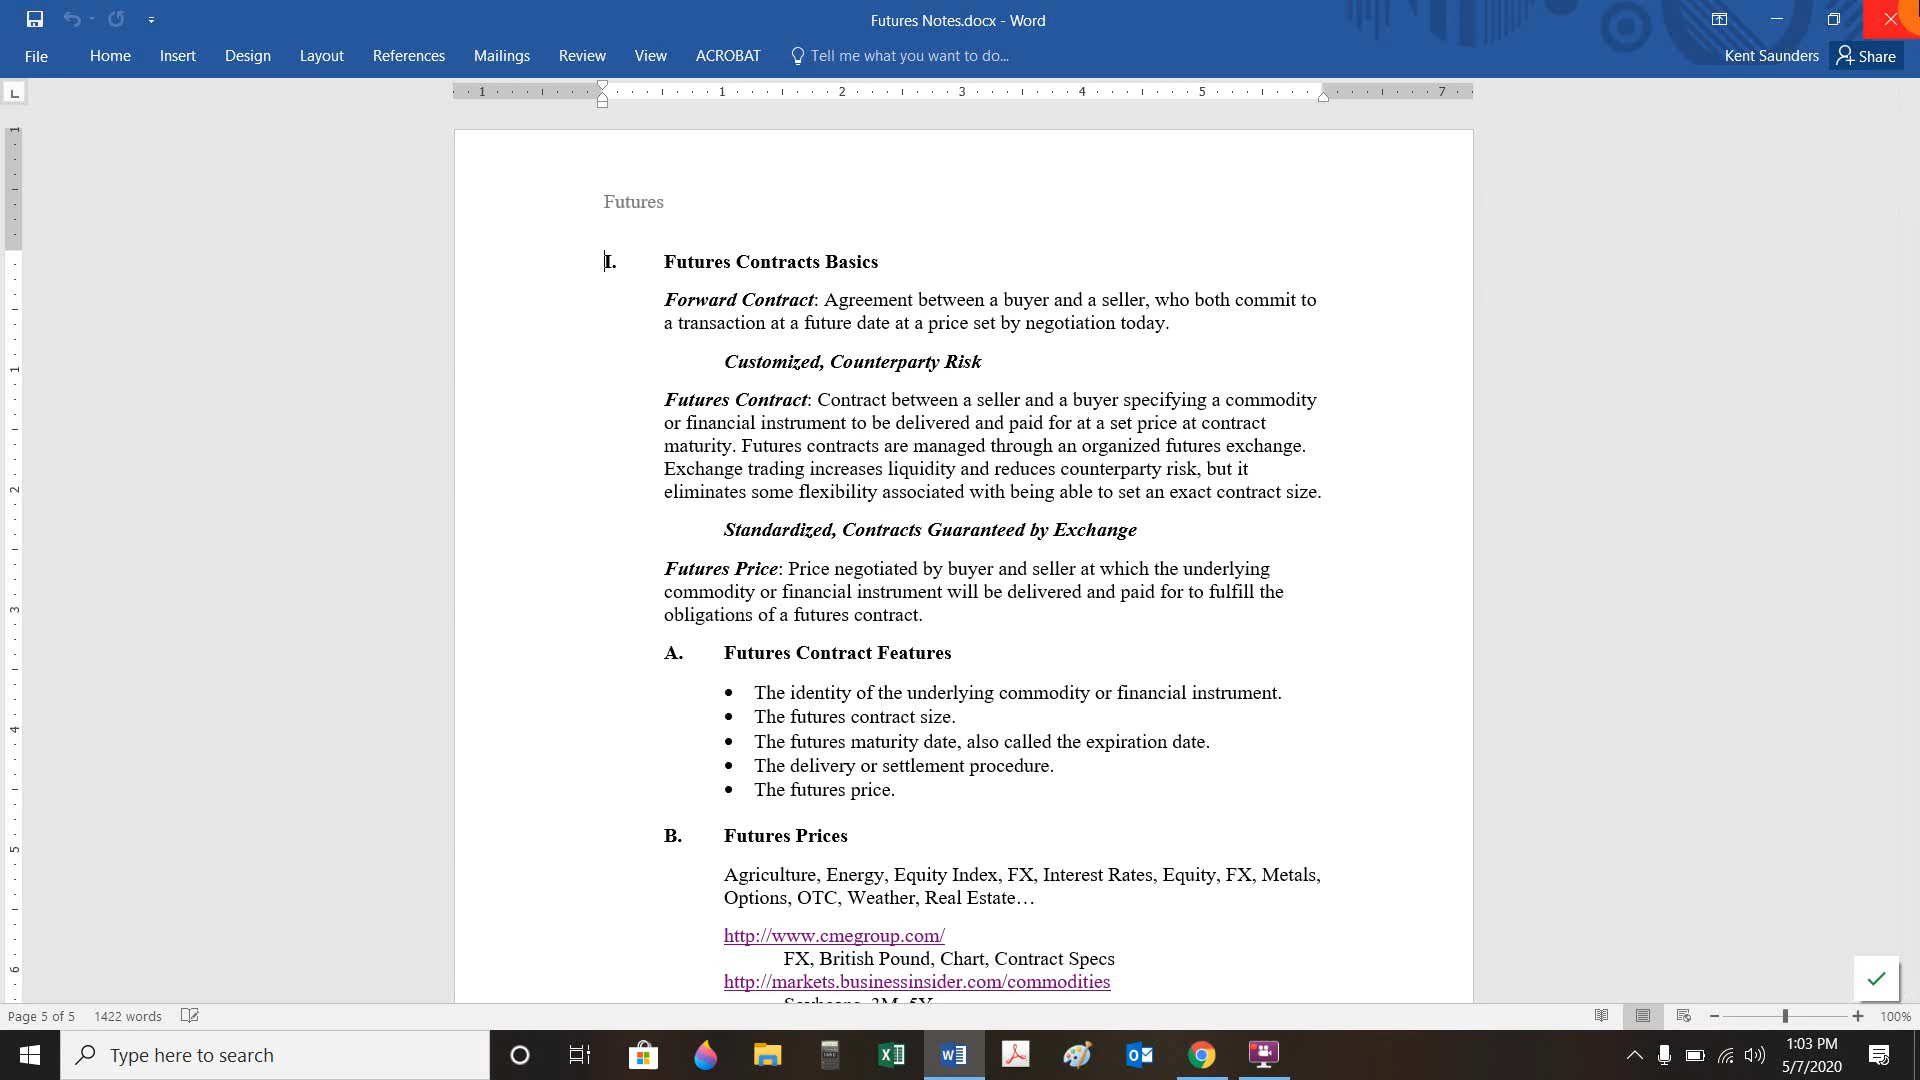 Futures Notes.docx - Word
File Home Insert Design Layout References Mailings Review View ACROBAT Tell me what you want to do... Kent Saunders Share
1 1 2 3 4 5 7
Futures
I. Futures Contracts Basics
Forward Contract: Agreement between a buyer and a seller, who both commit to
a transaction at a future date at a price set by negotiation today.
Customized, Counterparty Risk
Futures Contract: Contract between a seller and a buyer specifying a commodity
or financial instrument to be delivered and paid for at a set price at contract
maturity. Futures contracts are managed through an organized futures exchange.
Exchange trading increases liquidity and reduces counterparty risk, but it
eliminates some flexibility associated with being able to set an exact contract size.
Standardized, Contracts Guaranteed by Exchange
Futures Price: Price negotiated by buyer and seller at which the underlying
commodity or financial instrument will be delivered and paid for to fulfill the
obligations of a futures contract.
A. Futures Contract Features
• The identity of the underlying commodity or financial instrument.
• The futures contract size.
• The futures maturity date, also called the expiration date.
• The delivery or settlement procedure.
• The futures price.
B. Futures Prices
Agriculture, Energy, Equity Index, FX, Interest Rates, Equity, FX, Metals,
Options, OTC, Weather, Real Estate…
http://www.cmegroup.com/
FX, British Pound, Chart, Contract Specs
http://markets.businessinsider.com/commodities
Page 5 of 5 1422 words 100%
Type here to search
1:03 PM
5/7/2020